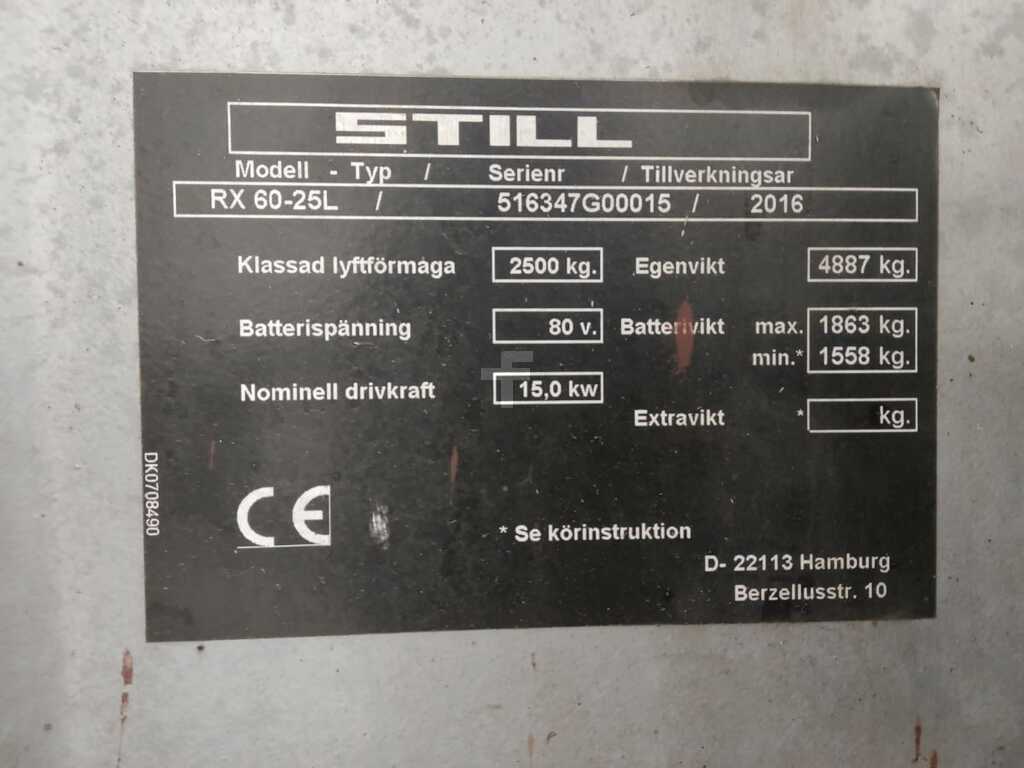 STILL
Modell - Typ / Serienr / Tillverkningsar
RX 60-25L / 516347G00015 / 2016
Klassad lyftförmaga 2500 kg. Egenvikt 4887 kg.
Batterispänning 80 v. Batterivikt max. 1863 kg.
min.* 1558 kg.
Nominell drivkraft 15,0 kw
Extravikt * kg.
DK0708490
CE
* Se körinstruktion
D- 22113 Hamburg
Berzellusstr. 10